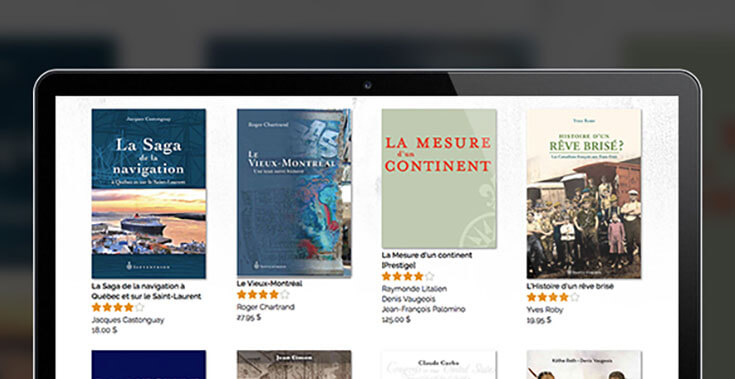 Jacques Castonguay
La Saga
de la
navigation
à Québec et sur le Saint-Laurent
SEPTENTRION
La Saga de la navigation à
Québec et sur le Saint-Laurent
Jacques Castonguay
18.00 $
Roger Chartrand
LE
VIEUX-MONTRÉAL
Une tout autre histoire
SEPTENTRION
Le Vieux-Montréal
Roger Chartrand
27.95 $
LA MESURE
d'un
CONTINENT
La Mesure d'un continent
[Prestige]
Raymonde Litalien
Denis Vaugeois
Jean-François Palomino
125.00 $
Yves Roby
HISTOIRE D'UN
RÊVE BRISÉ?
Les Canadiens français aux États-Unis
SEPTENTRION
L'Histoire d'un rêve brisé
Yves Roby
19.95 $
Jean Simon
Claude Corbo
Käthe Roth – Denis Vaugeois